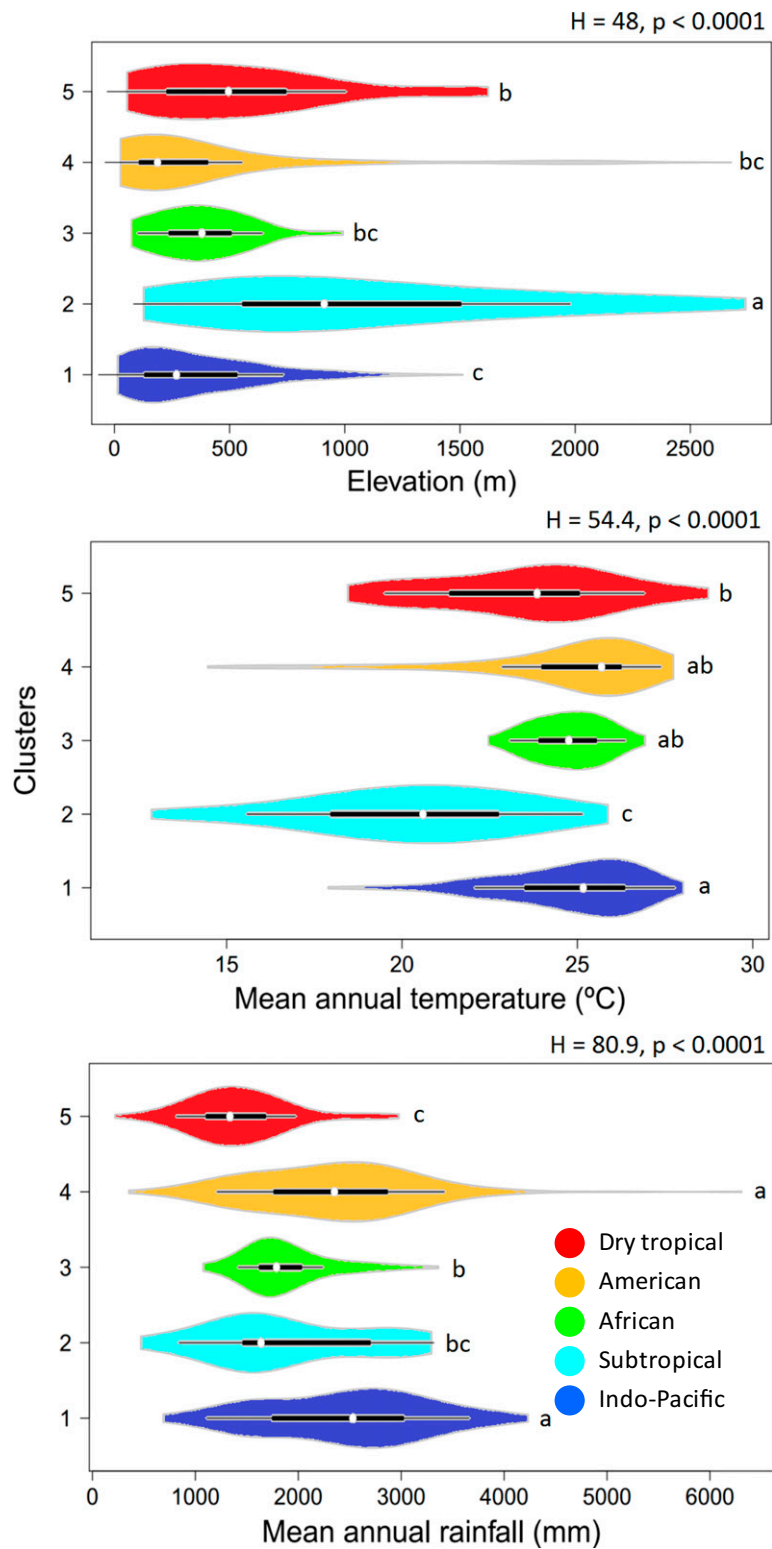 H = 48, p < 0.0001
5
b
4
bc
3
bc
2
a
1
c
0 500 1000 1500 2000 2500
Elevation (m)
H = 54.4, p < 0.0001
Clusters
5
b
4
ab
3
ab
2
c
1
a
15 20 25 30
Mean annual temperature (ºC)
H = 80.9, p < 0.0001
5
c
4
a
3
b
2
bc
1
a
Dry tropical
American
African
Subtropical
Indo-Pacific
0 1000 2000 3000 4000 5000 6000
Mean annual rainfall (mm)